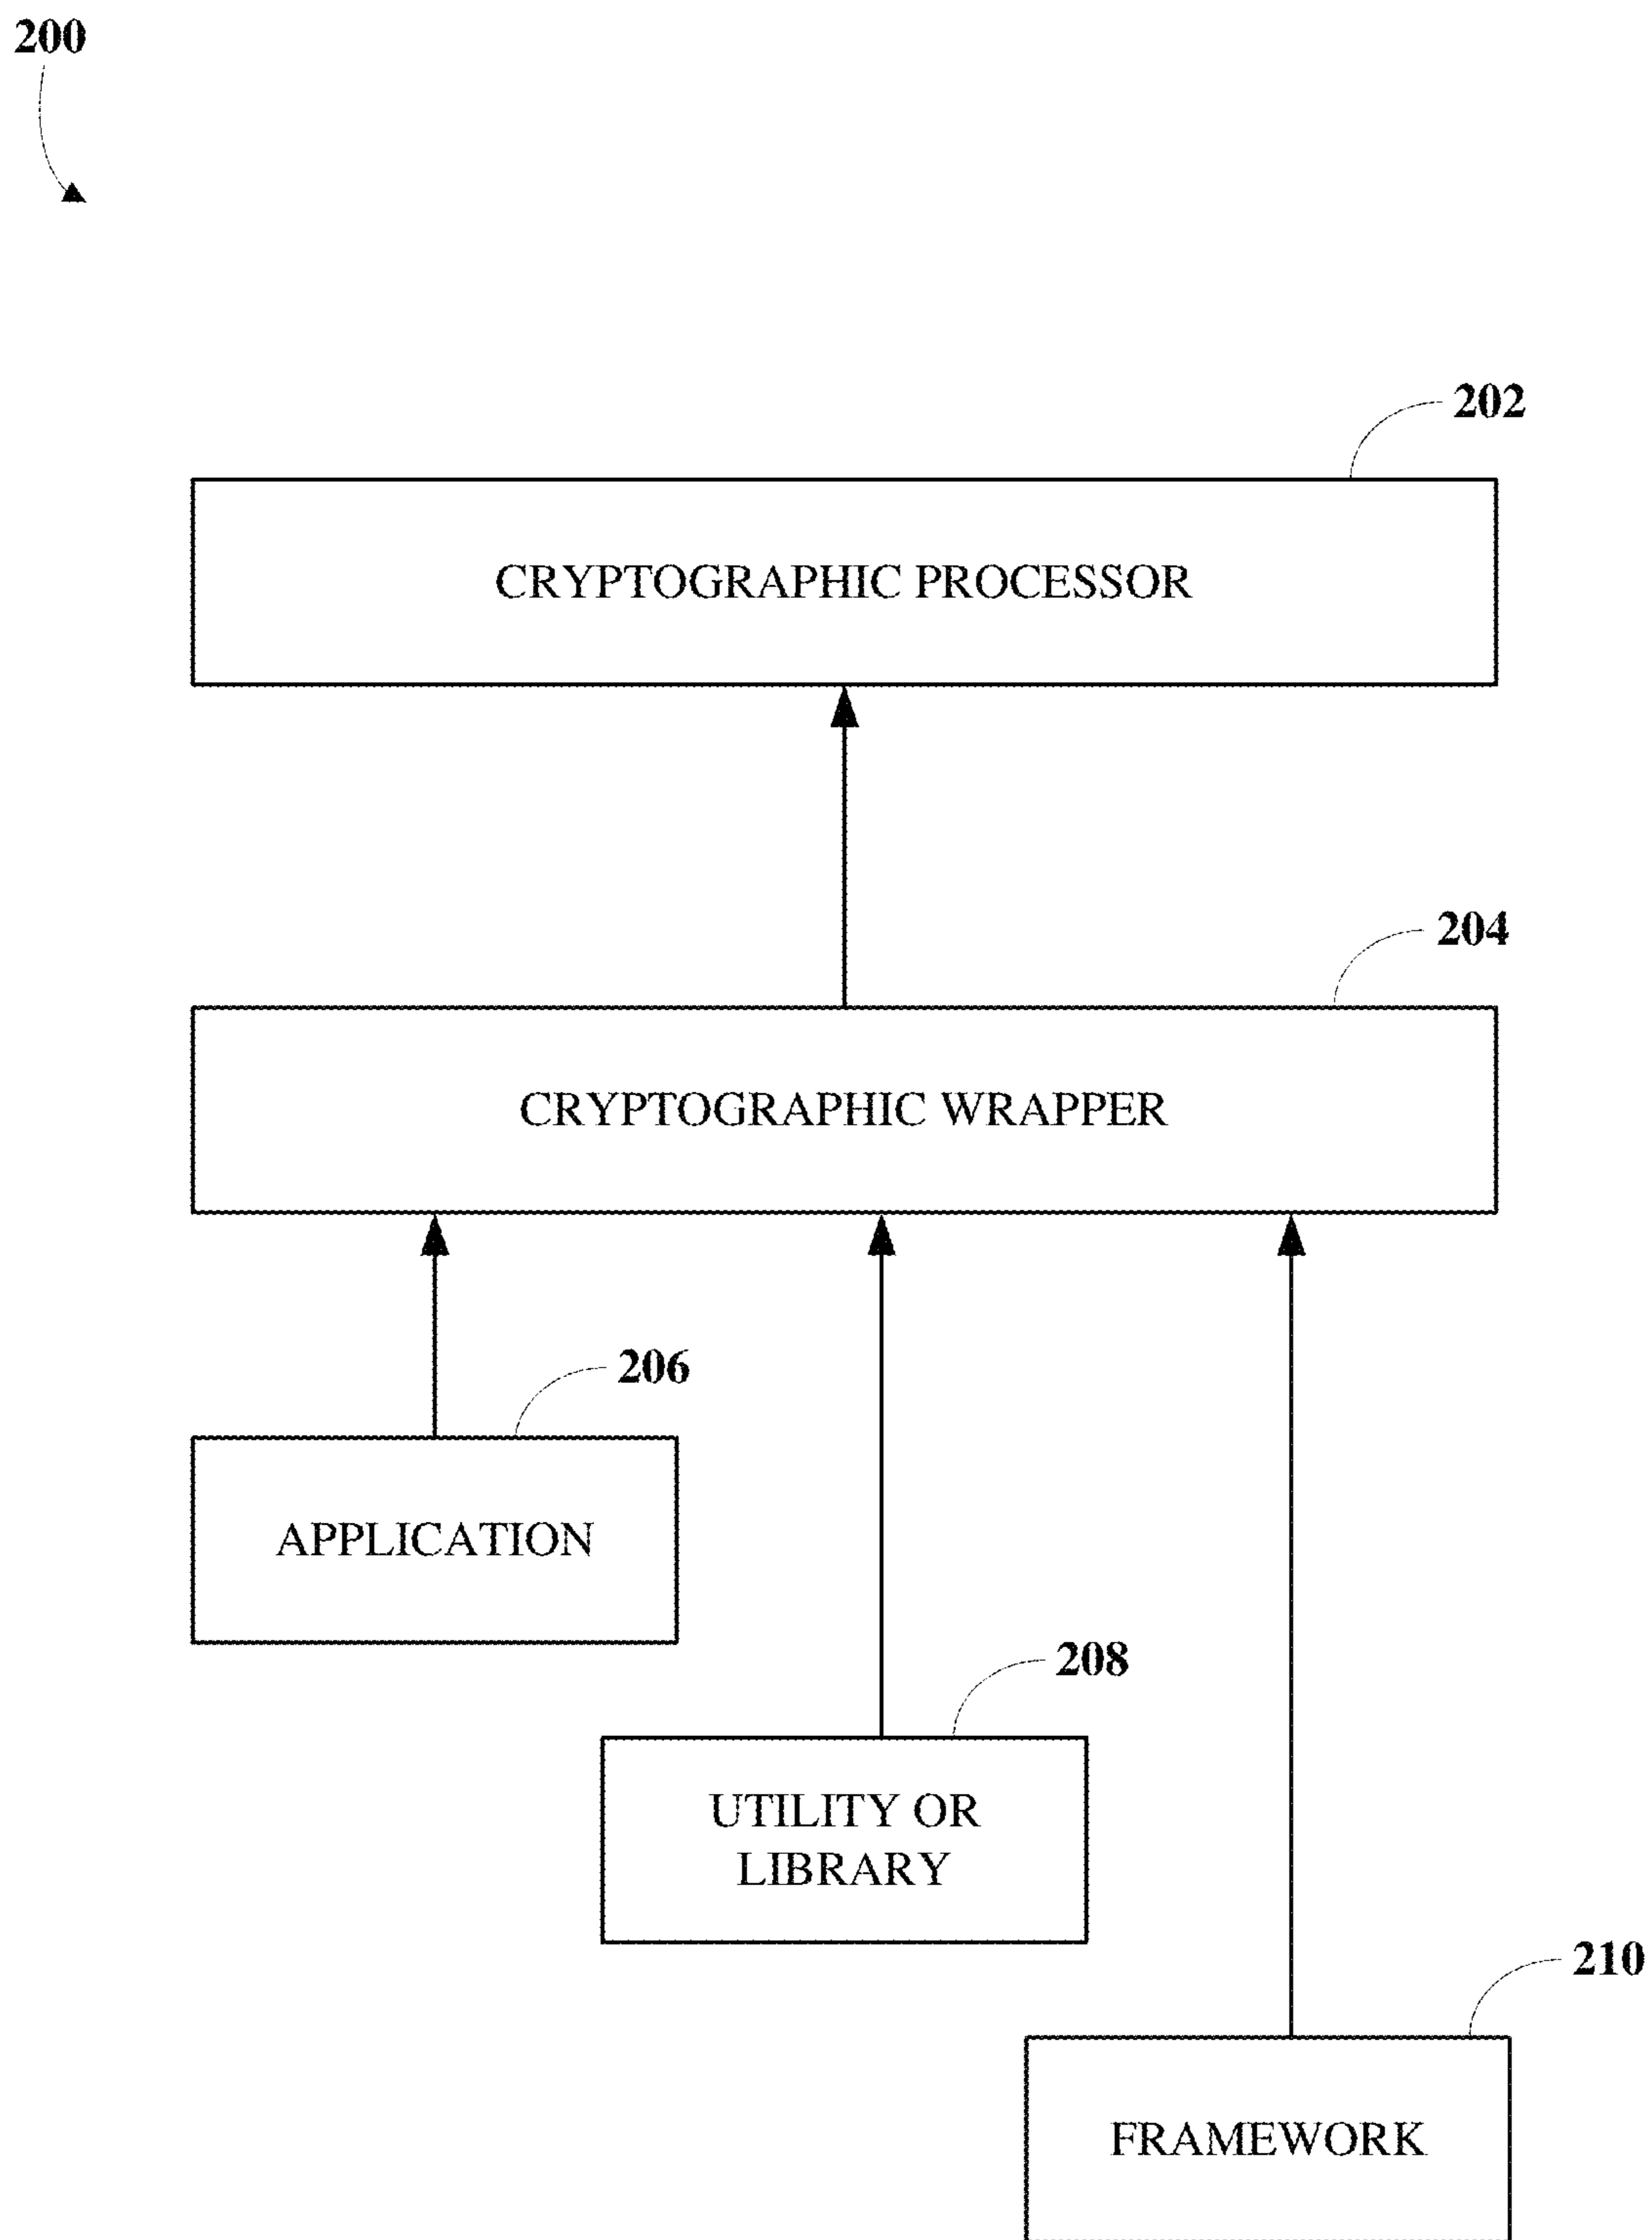 200
202
CRYPTOGRAPHIC PROCESSOR
204
CRYPTOGRAPHIC WRAPPER
206
APPLICATION
208
UTILITY OR
LIBRARY
210
FRAMEWORK